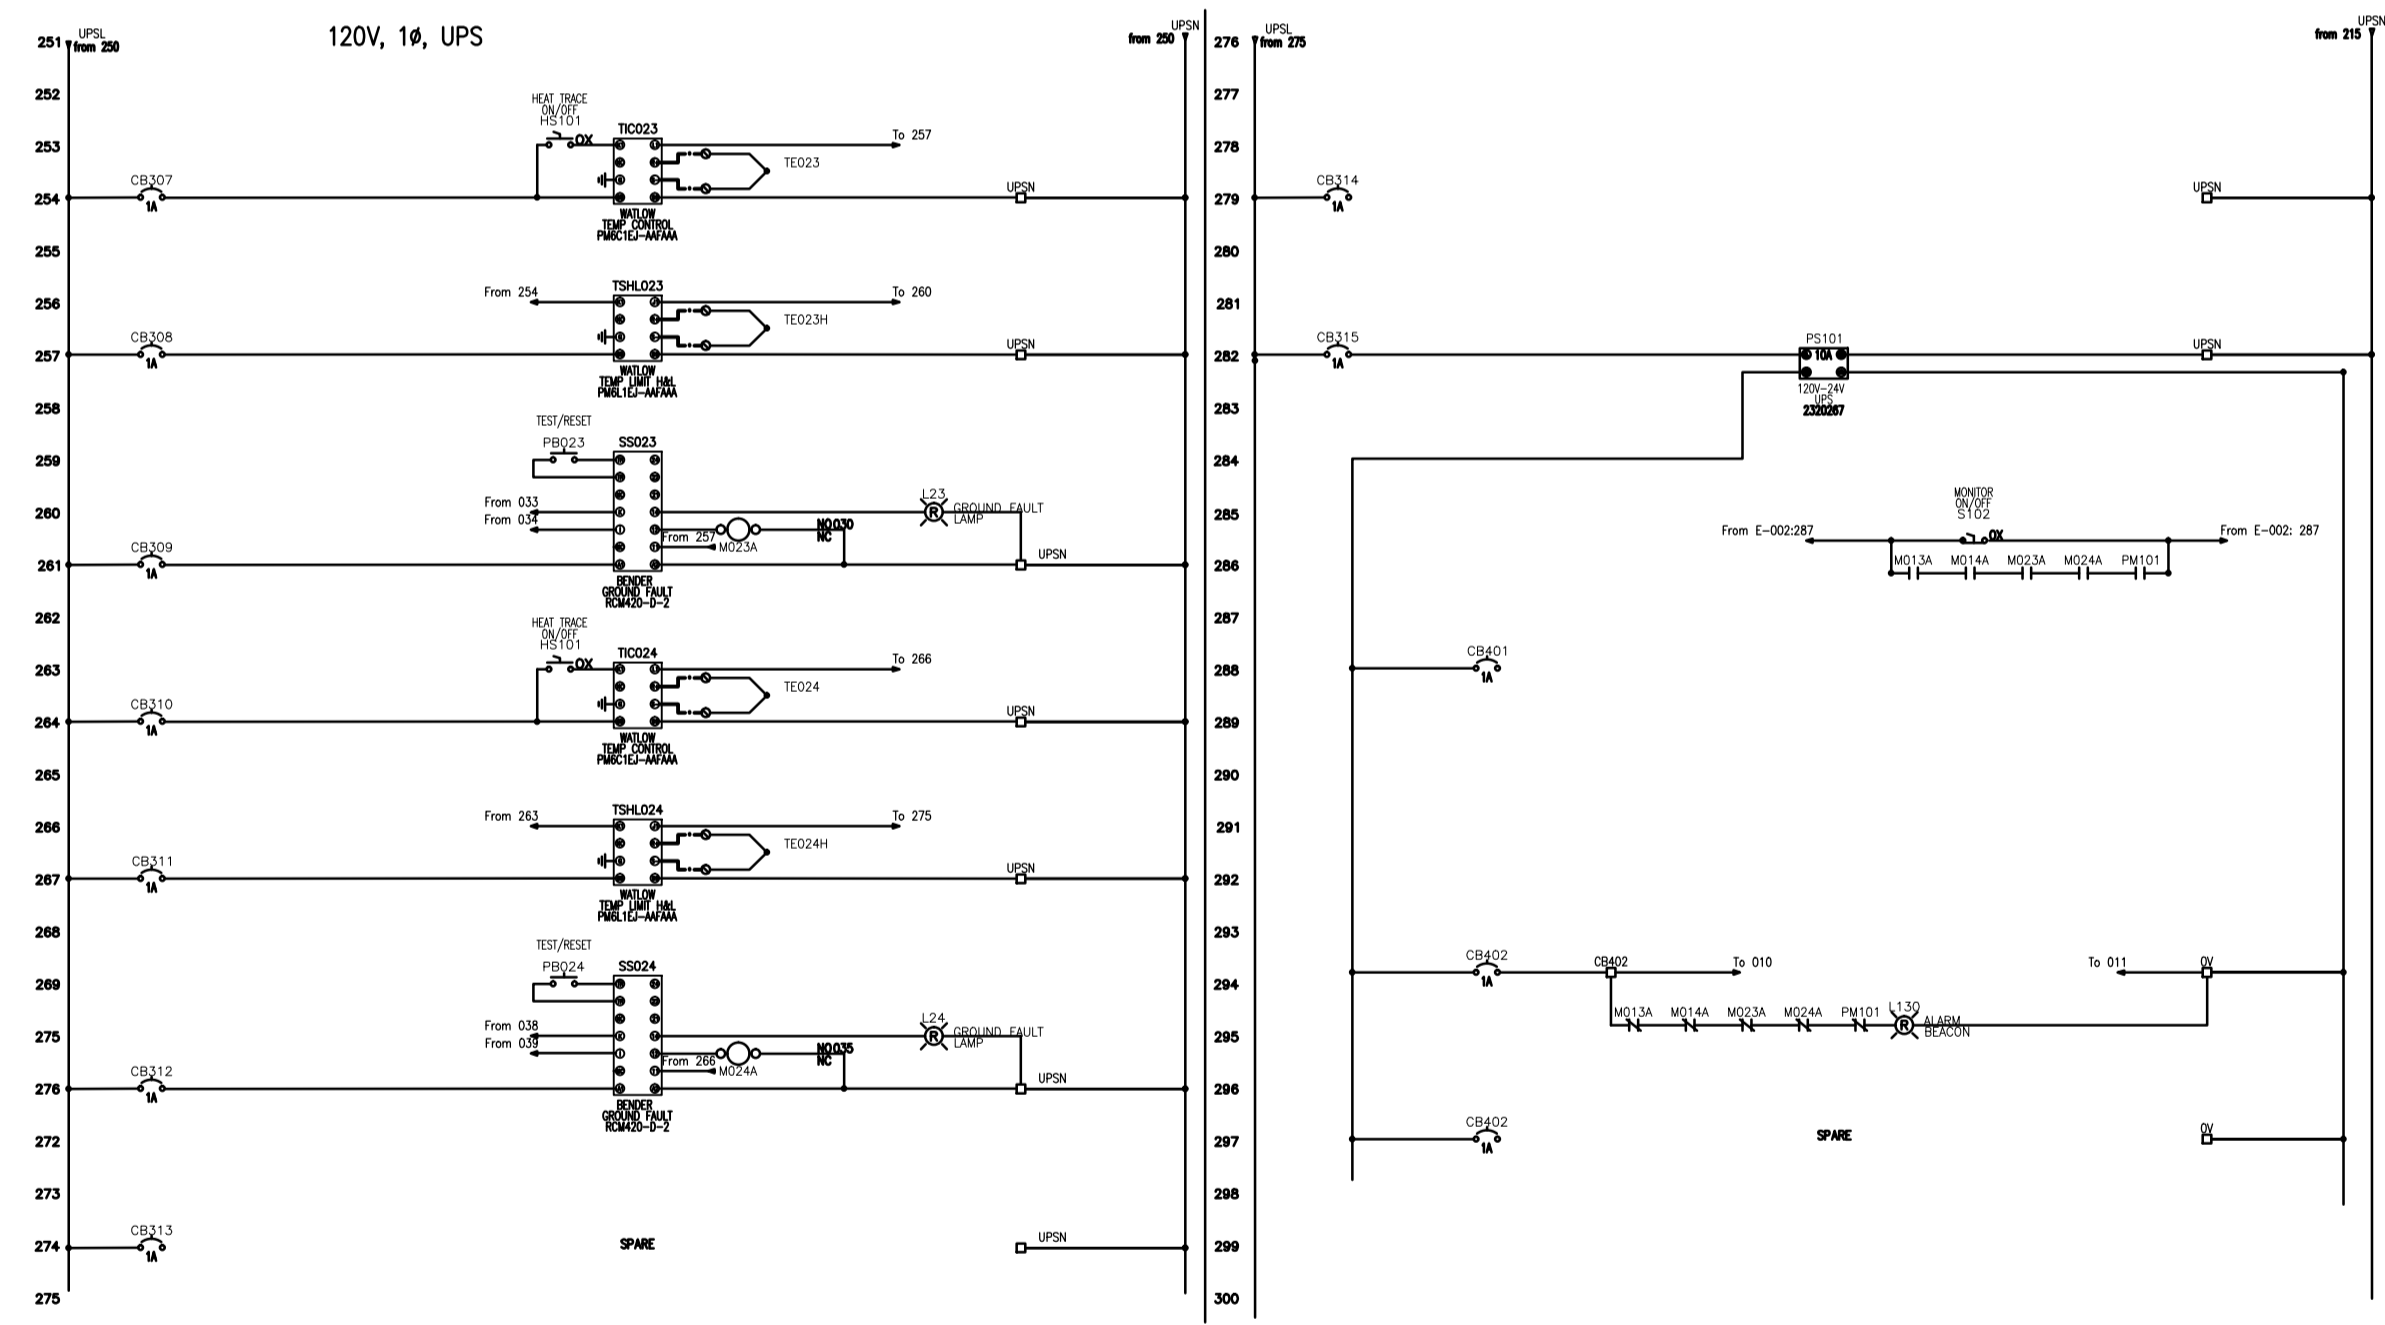 120V, 1Ø, UPS
251
UPSL
from 250
UPSN
from 250
252
HEAT TRACE
ON/OFF
HS101
OX
TIC023
253
To 257
TE023
CB307
254
1A
UPSN
WATLOW
TEMP CONTROL
PM6C1EJ-AAFAAA
255
TSHL023
256
From 254
To 260
TE023H
CB308
257
1A
UPSN
WATLOW
TEMP LIMIT H&L
PM6L1EJ-AAFAAA
258
TEST/RESET
PB023
SS023
259
L23
260
From 033
From 034
GROUND FAULT
LAMP
NO030
NC
From 257
M023A
CB309
261
1A
UPSN
BENDER
GROUND FAULT
RCM420-D-2
262
HEAT TRACE
ON/OFF
HS101
OX
TIC024
263
To 266
TE024
CB310
264
1A
UPSN
WATLOW
TEMP CONTROL
PM6C1EJ-AAFAAA
265
TSHL024
266
From 263
To 275
TE024H
CB311
267
1A
UPSN
WATLOW
TEMP LIMIT H&L
PM6L1EJ-AAFAAA
268
TEST/RESET
PB024
SS024
269
L24
275
From 038
From 039
GROUND FAULT
LAMP
NO035
NC
From 266
M024A
CB312
276
1A
UPSN
BENDER
GROUND FAULT
RCM420-D-2
272
273
CB313
274
1A
SPARE
UPSN
275
276
UPSL
from 275
UPSN
from 215
277
278
CB314
279
1A
UPSN
280
281
CB315
282
1A
PS101
10A
120V-24V
UPS
2320267
UPSN
283
284
285
MONITOR
ON/OFF
S102
OX
From E-002:287
From E-002: 287
M013A M014A M023A M024A PM101
286
287
CB401
288
1A
289
290
291
292
293
CB402
294
1A
CB402
To 010
To 011
0V
M013A M014A M023A M024A PM101 L130
R
ALARM
BEACON
295
296
CB402
297
1A
SPARE
0V
298
299
300